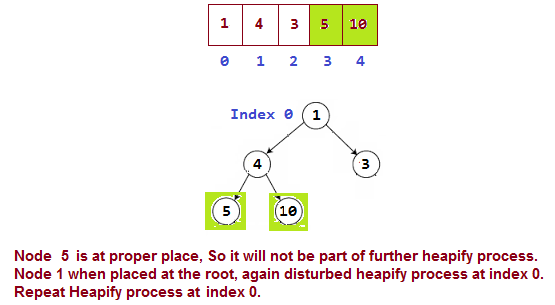 1 4 3 5 10
0 1 2 3 4
Index 0 1
4 3
5 10
Node 5 is at proper place, So it will not be part of further heapify process.
Node 1 when placed at the root, again disturbed heapify process at index 0.
Repeat Heapify process at index 0.